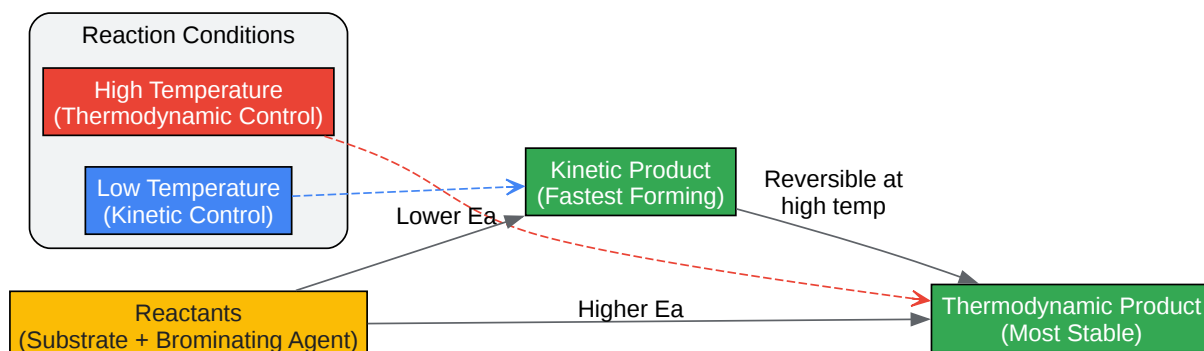 Reaction Conditions
High Temperature
(Thermodynamic Control)
Low Temperature
(Kinetic Control)
Kinetic Product
(Fastest Forming)
Reversible at
high temp
Lower Ea
Reactants
(Substrate + Brominating Agent)
Higher Ea
Thermodynamic Product
(Most Stable)